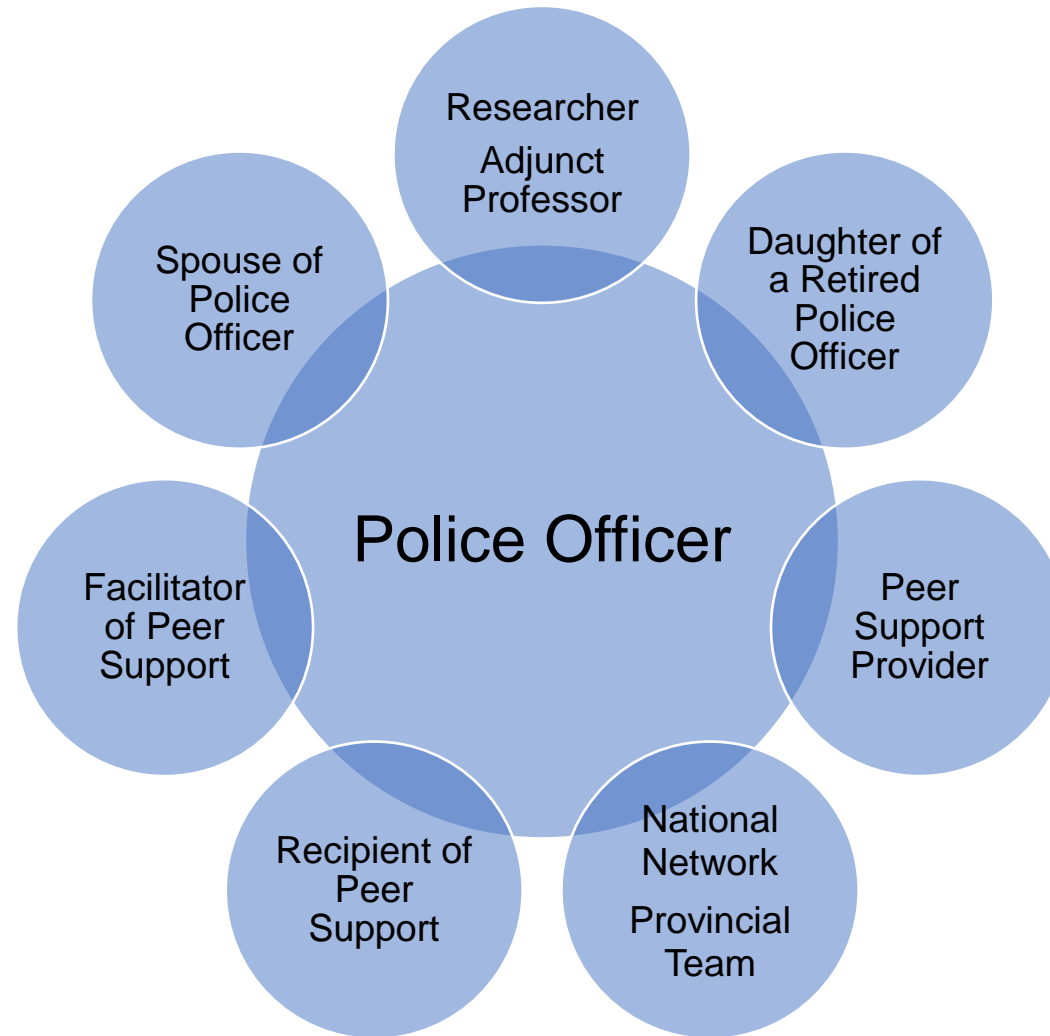 Researcher
Adjunct
Professor
Daughter of
a Retired
Police
Officer
Peer
Support
Provider
National
Network
Provincial
Team
Recipient of
Peer
Support
Facilitator
of Peer
Support
Spouse of
Police
Officer
Police Officer